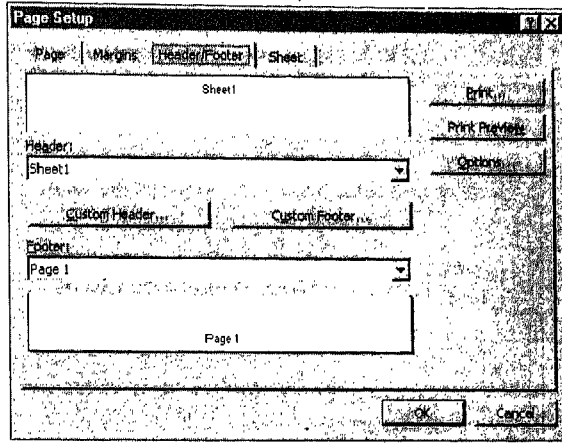 Page Setup
Page Margins Header/Footer Sheet
Sheet1
Print...
Print Preview
Header:
Options...
Sheet1
Custom Header... Custom Footer...
Footer:
Page 1
Page 1
OK Cancel